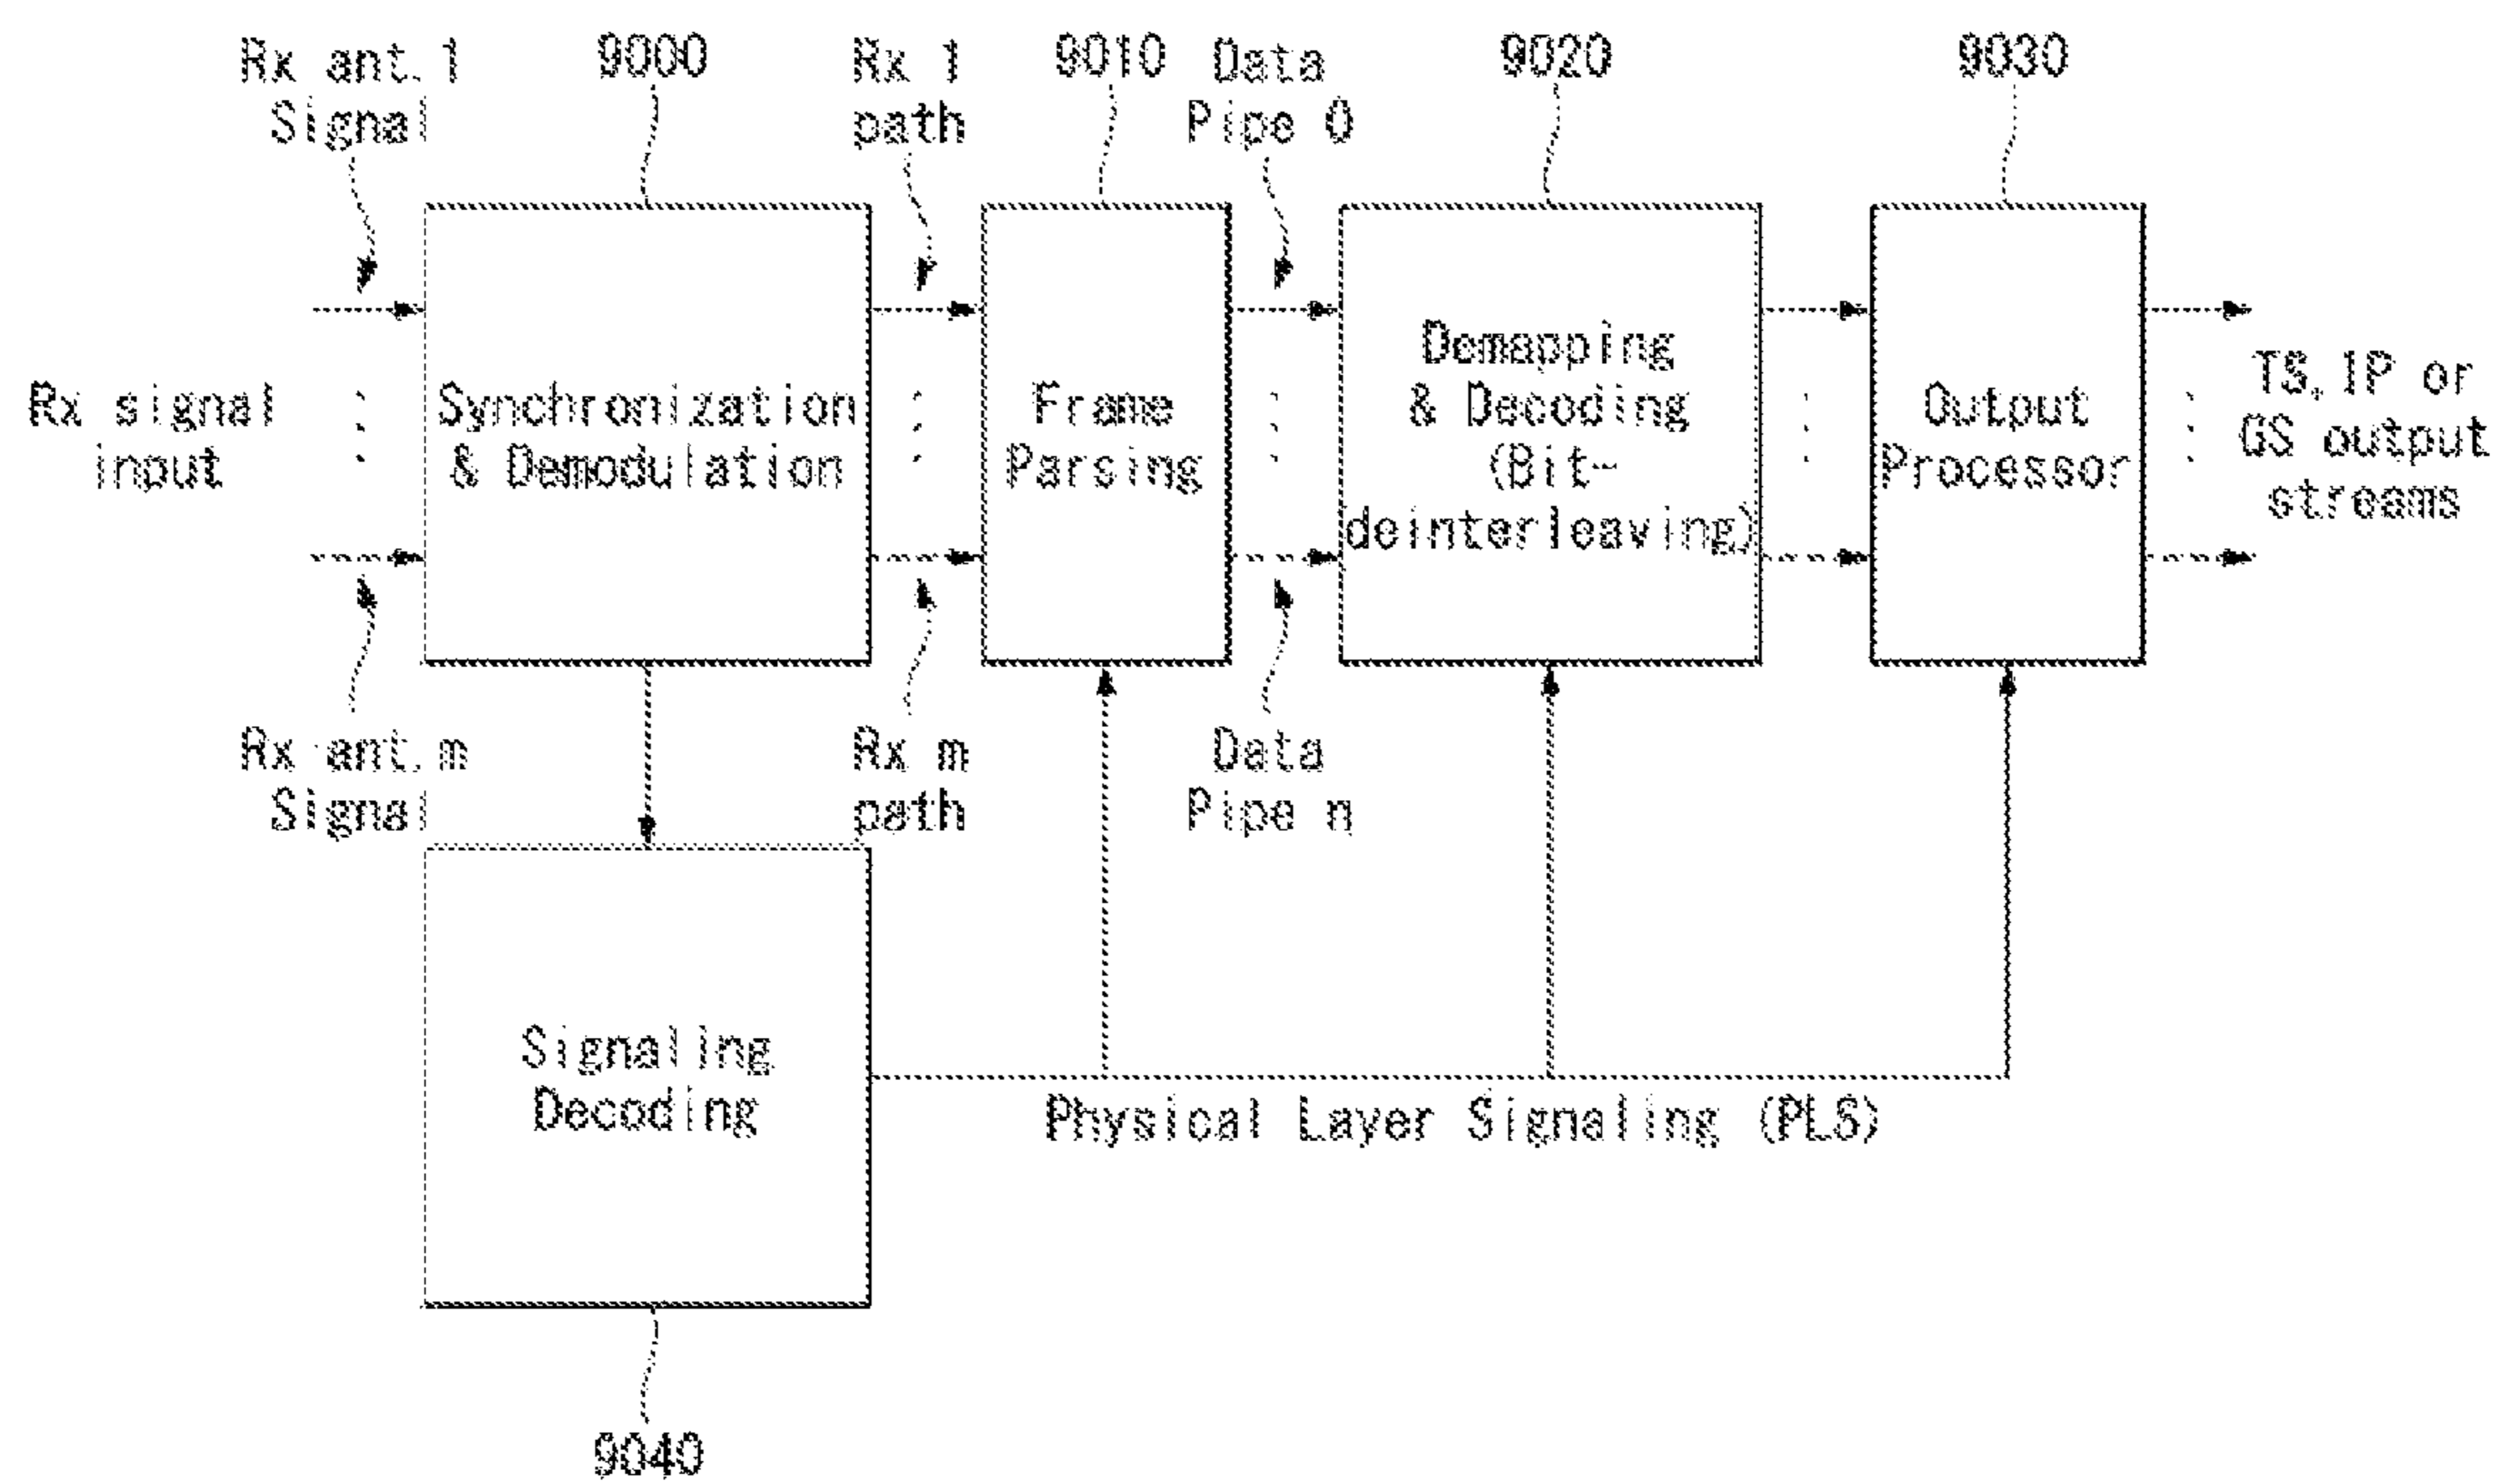 Rx ant. 1
Signal
9000
Rx 1
path
9010
Data
Pipe 0
9020
9030
Rx signal
input
Synchronization
& Demodulation
Frame
Parsing
Demapping
& Decoding
(Bit-
deinterleaving)
Output
Processor
TS, IP or
GS output
streams
Rx ant. m
Signal
Rx m
path
Data
Pipe n
Signaling
Decoding
Physical Layer Signaling (PLS)
9040